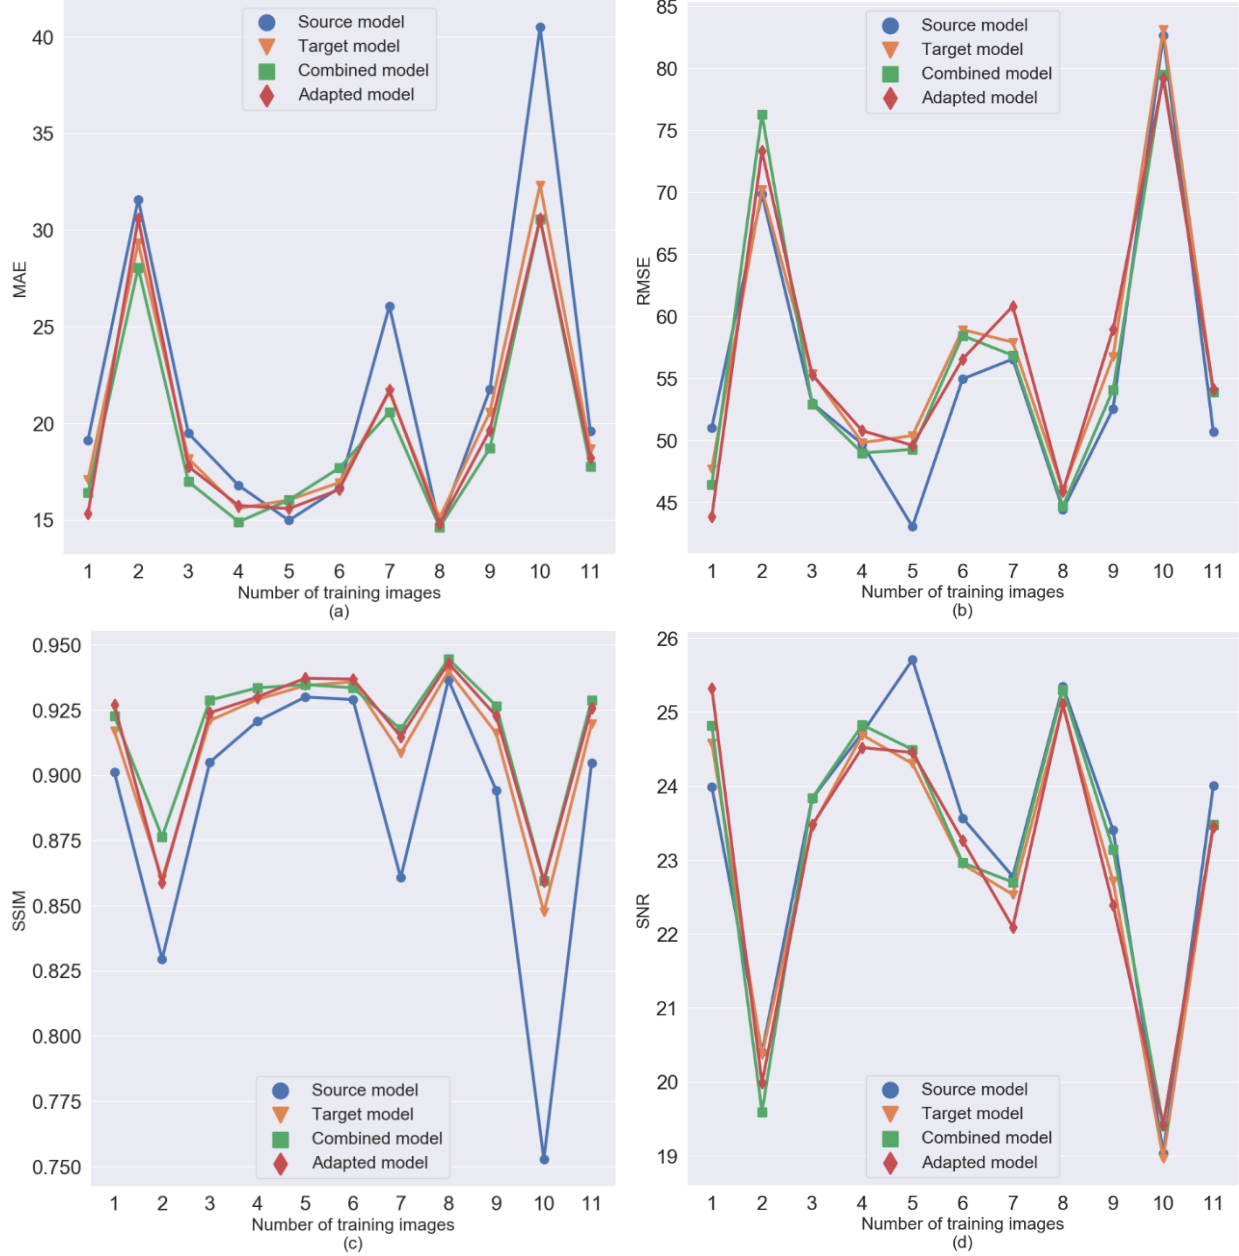 Source model
Target model
Combined model
Adapted model
40
35
30
25
20
15
MAE
1 2 3 4 5 6 7 8 9 10 11
Number of training images
(a)
Source model
Target model
Combined model
Adapted model
85
80
75
70
65
60
55
50
45
RMSE
1 2 3 4 5 6 7 8 9 10 11
Number of training images
(b)
0.950
0.925
0.900
0.875
0.850
0.825
0.800
0.775
0.750
SSIM
Source model
Target model
Combined model
Adapted model
1 2 3 4 5 6 7 8 9 10 11
Number of training images
(c)
26
25
24
23
22
21
20
19
SNR
Source model
Target model
Combined model
Adapted model
1 2 3 4 5 6 7 8 9 10 11
Number of training images
(d)